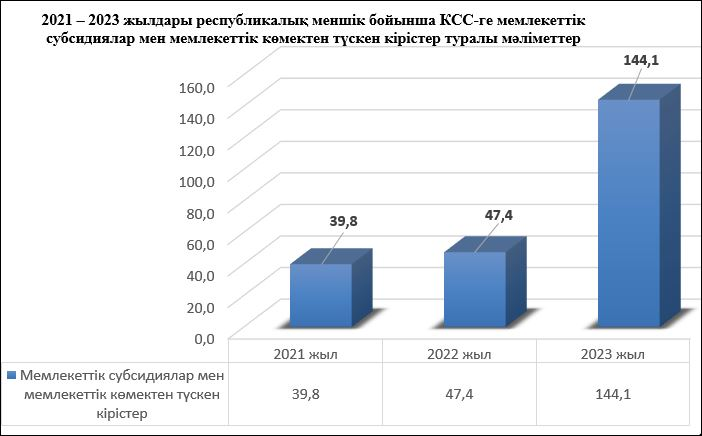 2021 – 2023 жылдары республикалық меншік бойынша КСС-ге мемлекеттік
субсидиялар мен мемлекеттік көмектен түскен кірістер туралы мәліметтер
144,1
160,0
140,0
120,0
100,0
80,0
60,0
40,0
20,0
0,0
39,8
47,4
2021 жыл
2022 жыл
2023 жыл
Мемлекеттік субсидиялар мен
мемлекеттік көмектен түскен
кірістер
39,8
47,4
144,1